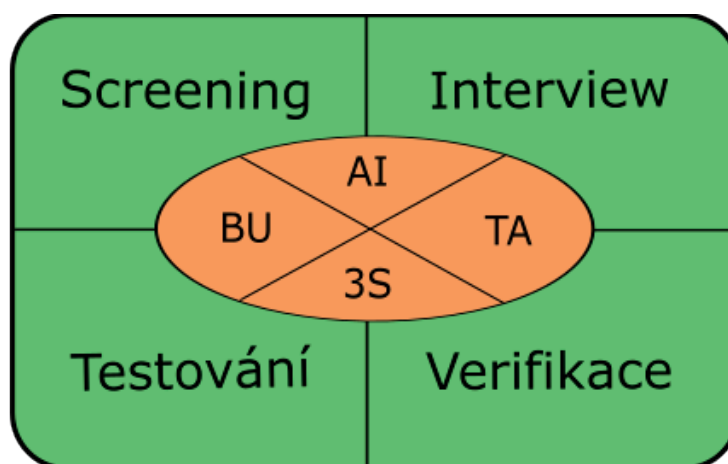 Screening
Interview
AI
BU
TA
3S
Testování
Verifikace